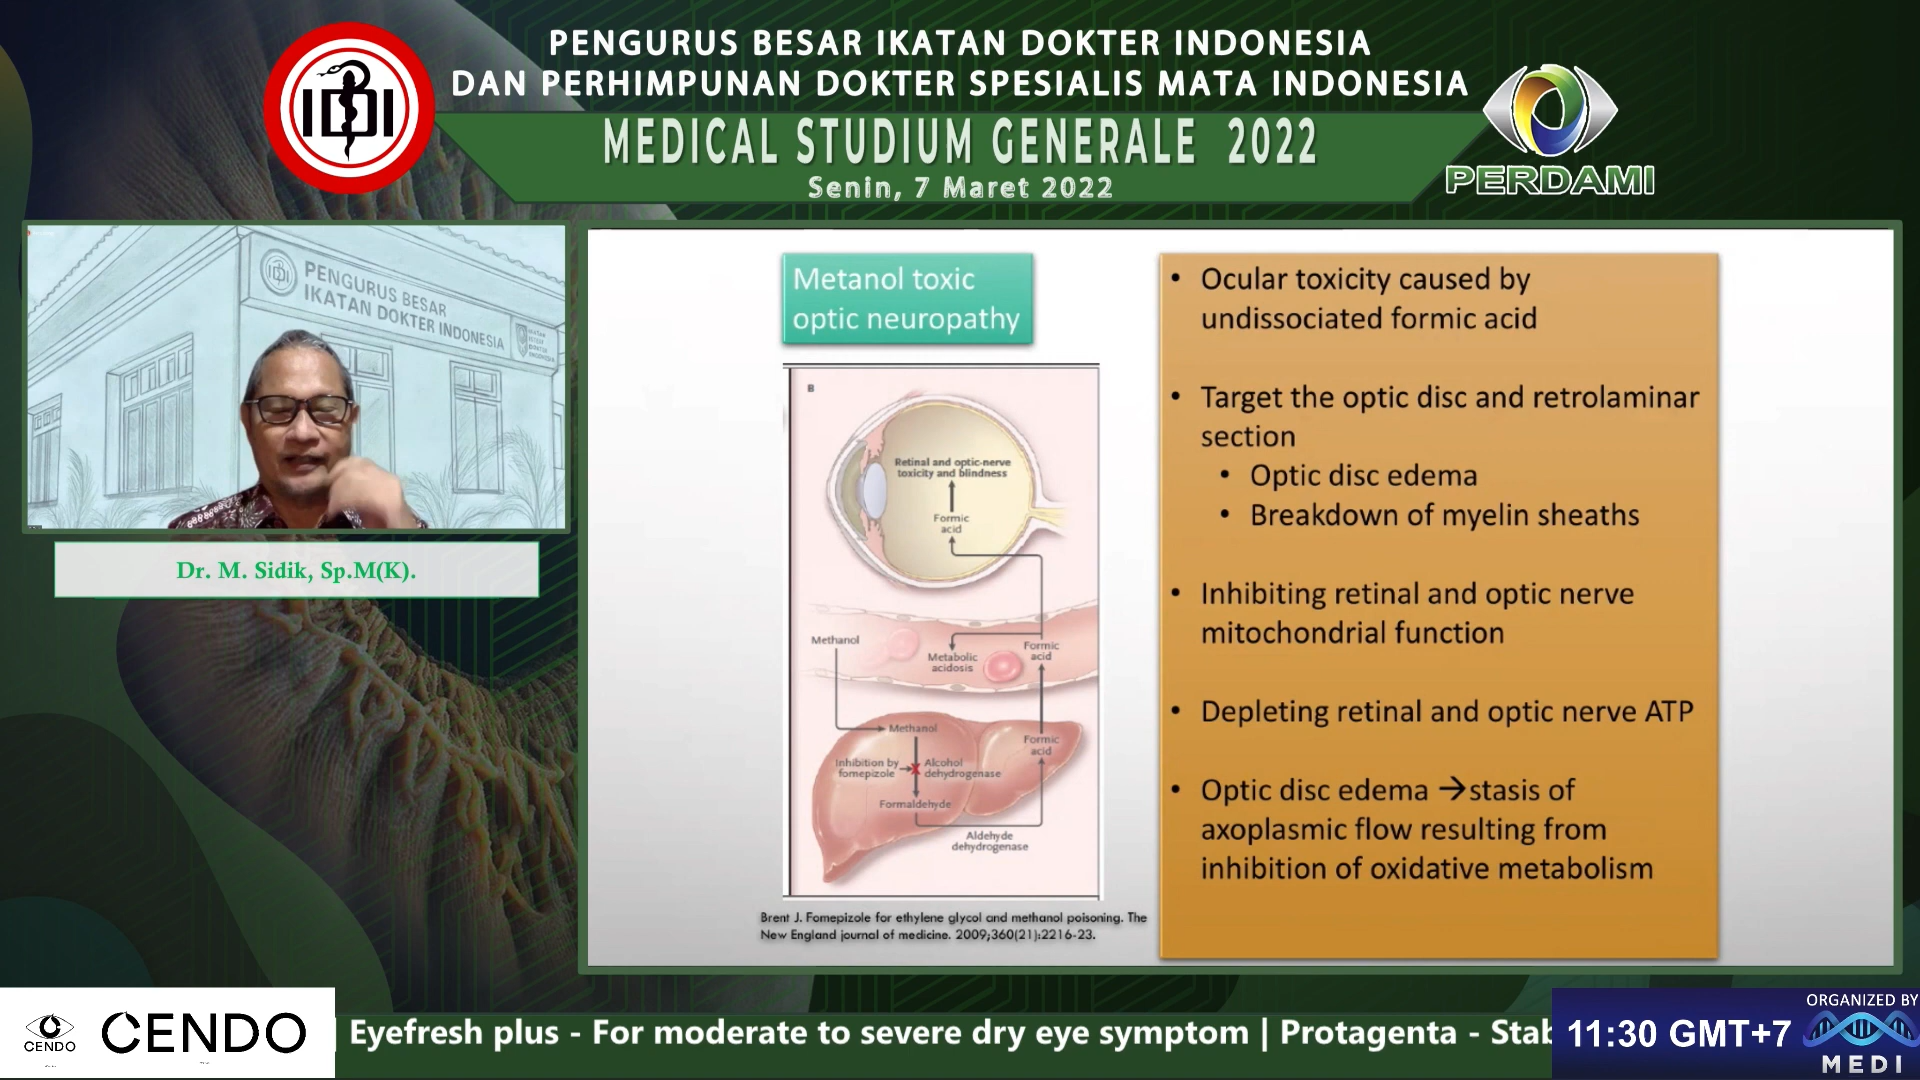 PENGURUS BESAR IKATAN DOKTER INDONESIA
DAN PERHIMPUNAN DOKTER SPESIALIS MATA INDONESIA
IDI
MEDICAL STUDIUM GENERALE 2022
Senin, 7 Maret 2022
PERDAMI
PENGURUS BESAR
IKATAN DOKTER INDONESIA
Dr. M. Sidik, Sp.M(K).
Metanol toxic
optic neuropathy
B
Retinal and optic-nerve
toxicity and blindness
Formic
acid
Methanol
Metabolic
acidosis
Formic
acid
Methanol
Formic
acid
Inhibition by
fomepizole
Alcohol
dehydrogenase
Formaldehyde
Aldehyde
dehydrogenase
Brent J. Fomepizole for ethylene glycol and methanol poisoning. The
New England journal of medicine. 2009;360(21):2216-23.
• Ocular toxicity caused by
undissociated formic acid
• Target the optic disc and retrolaminar
section
• Optic disc edema
• Breakdown of myelin sheaths
• Inhibiting retinal and optic nerve
mitochondrial function
• Depleting retinal and optic nerve ATP
• Optic disc edema →stasis of
axoplasmic flow resulting from
inhibition of oxidative metabolism
CENDO
CENDO
| Eyefresh plus - For moderate to severe dry eye symptom | Protagenta - Stab
11:30 GMT+7
ORGANIZED BY
MEDI